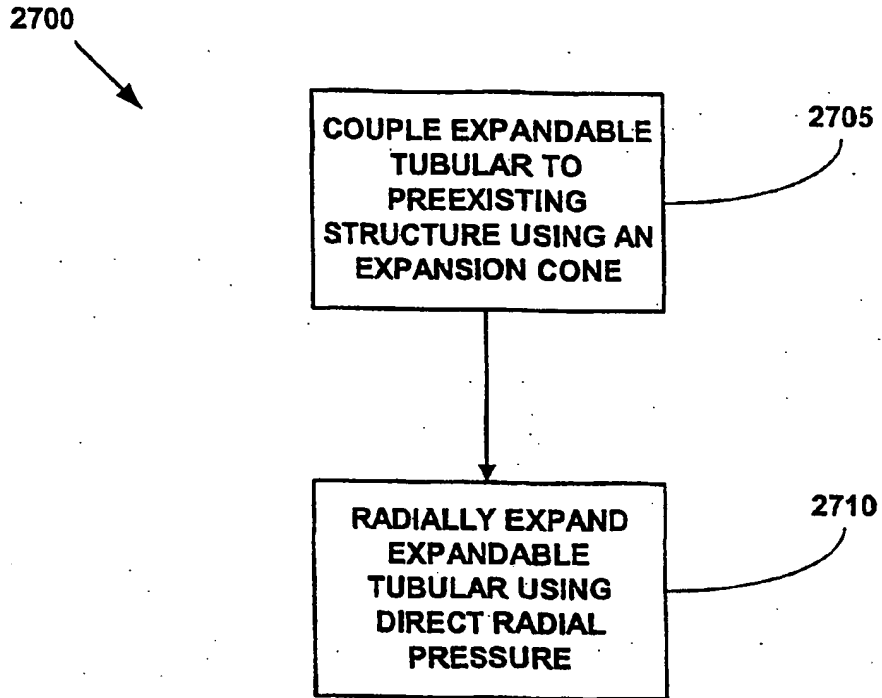 2700
COUPLE EXPANDABLE
TUBULAR TO
PREEXISTING
STRUCTURE USING AN
EXPANSION CONE
2705
RADIALLY EXPAND
EXPANDABLE
TUBULAR USING
DIRECT RADIAL
PRESSURE
2710